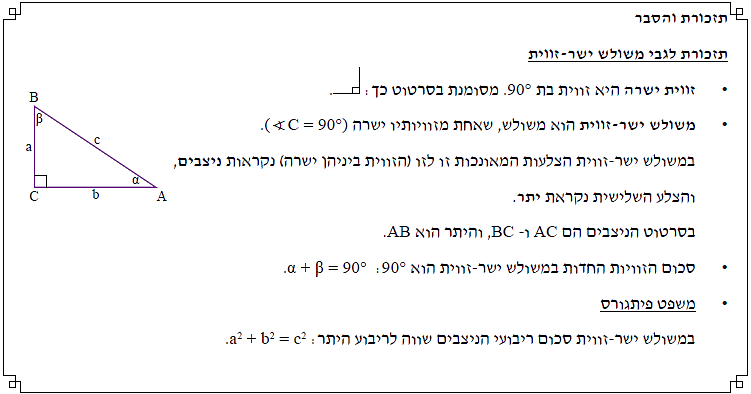 תזכורת והסבר
תזכורת לגבי משולש ישר-זווית
• זווית ישרה היא זווית בת 90°. מסומנת בסרטוט כך: .
• משולש ישר-זווית הוא משולש, שאחת מזוויותיו ישרה (∢C = 90°).
במשולש ישר-זווית הצלעות המאונכות זו לזו (הזווית ביניהן ישרה) נקראות ניצבים,
והצלע השלישית נקראת יתר.
בסרטוט הניצבים הם AC ו- BC, והיתר הוא AB.
• סכום הזוויות החדות במשולש ישר-זווית הוא 90°: α + β = 90°.
• משפט פיתגורס
במשולש ישר-זווית סכום ריבועי הניצבים שווה לריבוע היתר: a² + b² = c².
B
β
a
c
α
C
b
A